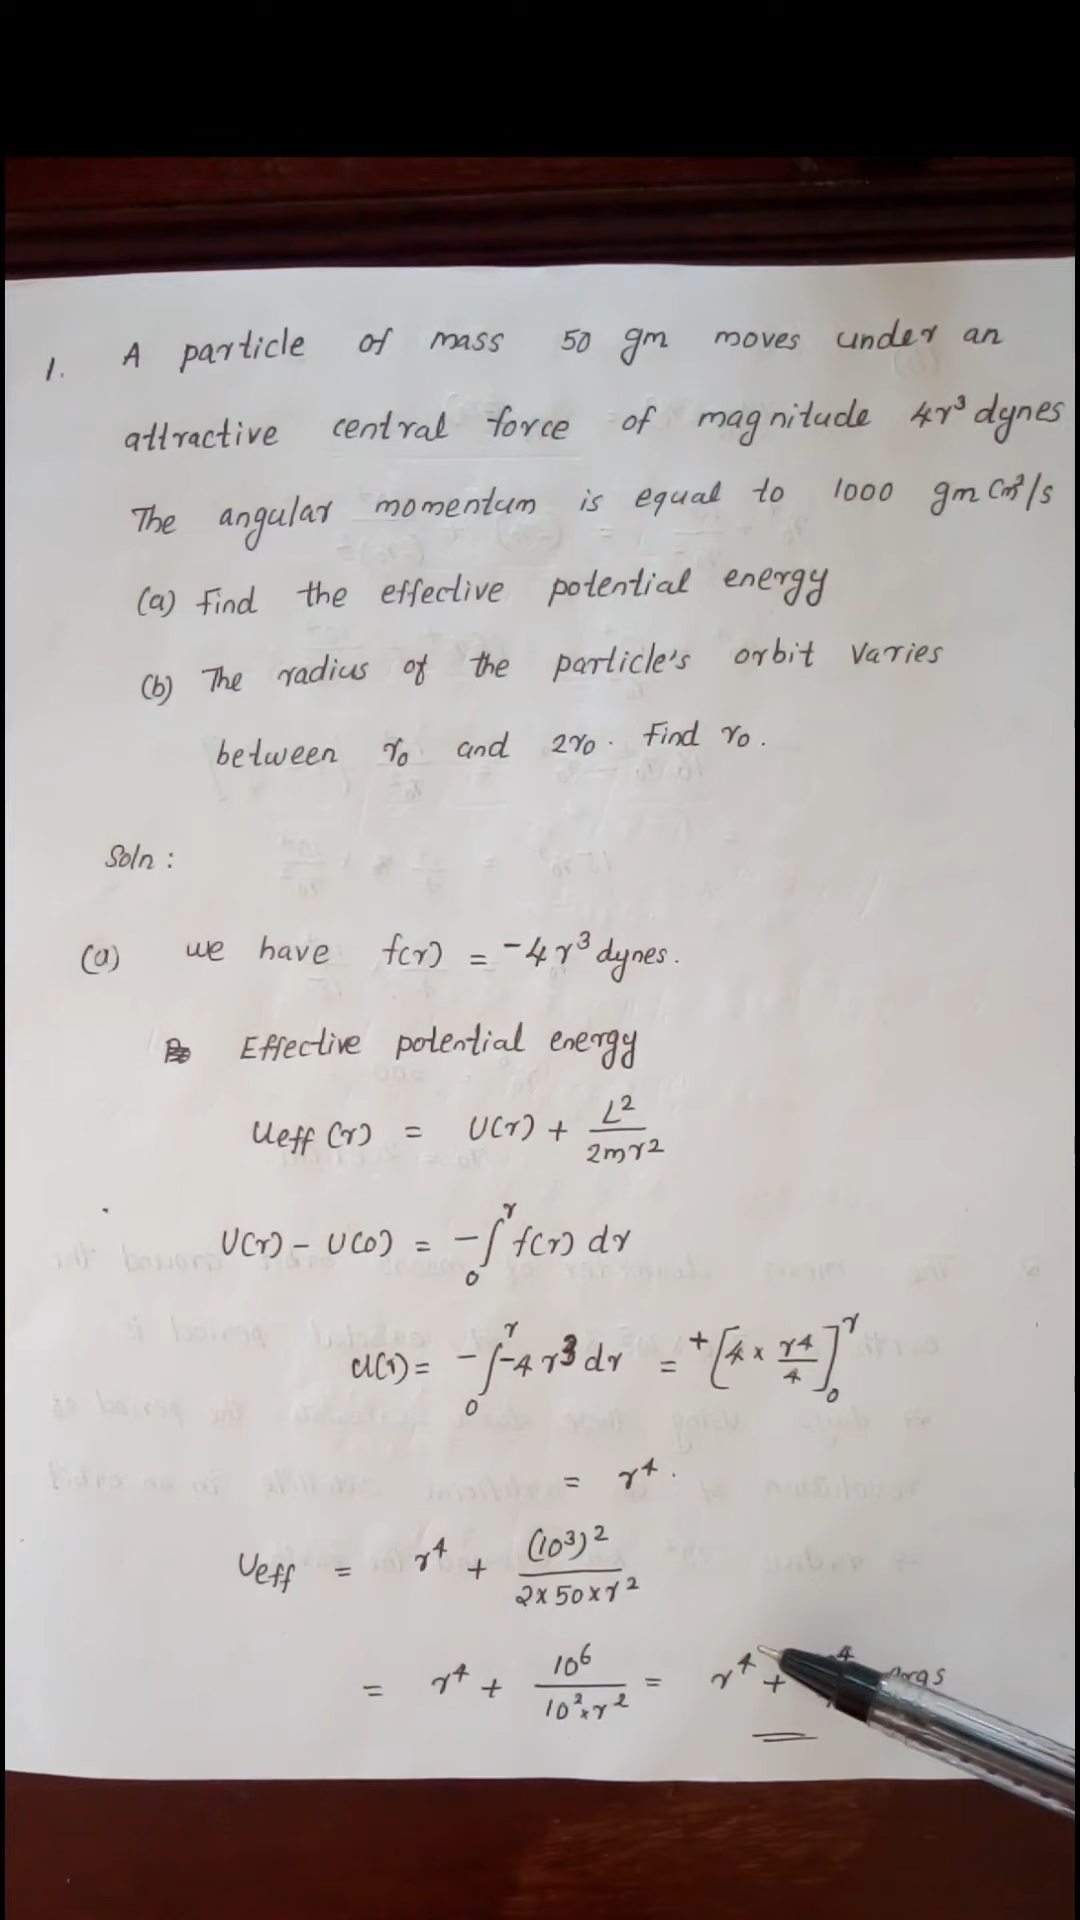 1. A particle of mass 50 gm moves under an
attractive central force of magnitude 4r³ dynes
The angular momentum is equal to 1000 gm cm²/s
(a) Find the effective potential energy
(b) The radius of the particle's orbit varies
between r₀ and 2r₀. Find r₀.
Soln:
(a) we have f(r) = -4r³ dynes.
Effective potential energy
Ueff (r) = U(r) + L²/2mr²
U(r) - U(0) = -∫₀ʳ f(r) dr
U(r) = -∫₀ʳ -4r³ dr = +[4 × r⁴/4]₀ʳ
= r⁴.
Ueff = r⁴ + (10³)²/2×50×r²
= r⁴ + 10⁶/10²×r² = r⁴ +